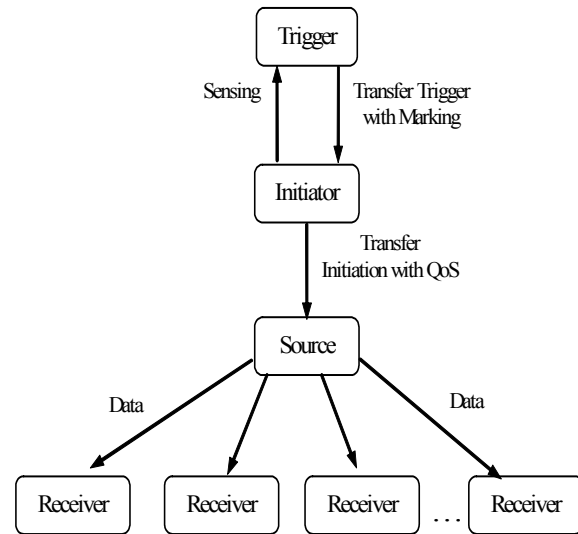 Trigger
Sensing
Transfer Trigger
with Marking
Initiator
Transfer
Initiation with QoS
Source
Data
Data
Receiver
Receiver
Receiver
...
Receiver